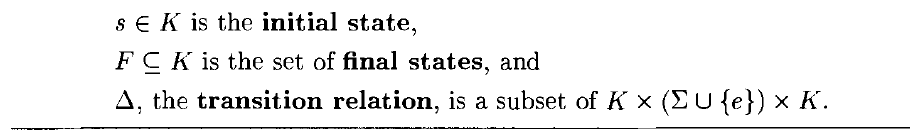 s ∈ K is the initial state,
F ⊆ K is the set of final states, and
Δ, the transition relation, is a subset of K × (Σ ∪ {e}) × K.